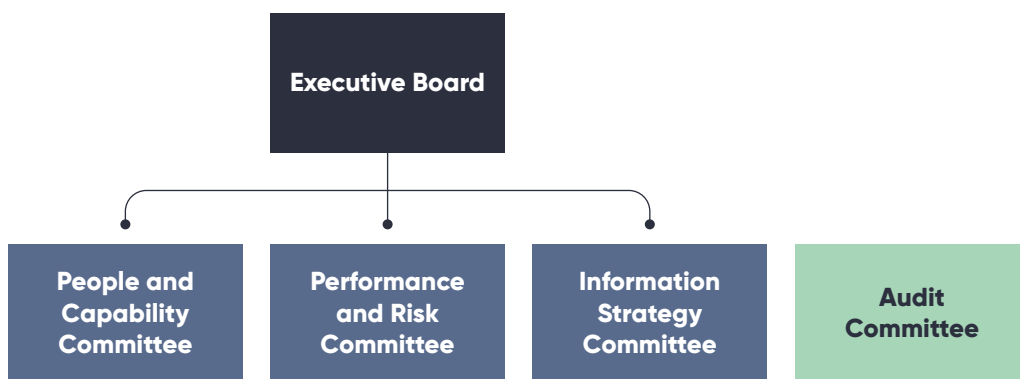 Executive Board
People and
Capability
Committee
Performance
and Risk
Committee
Information
Strategy
Committee
Audit
Committee